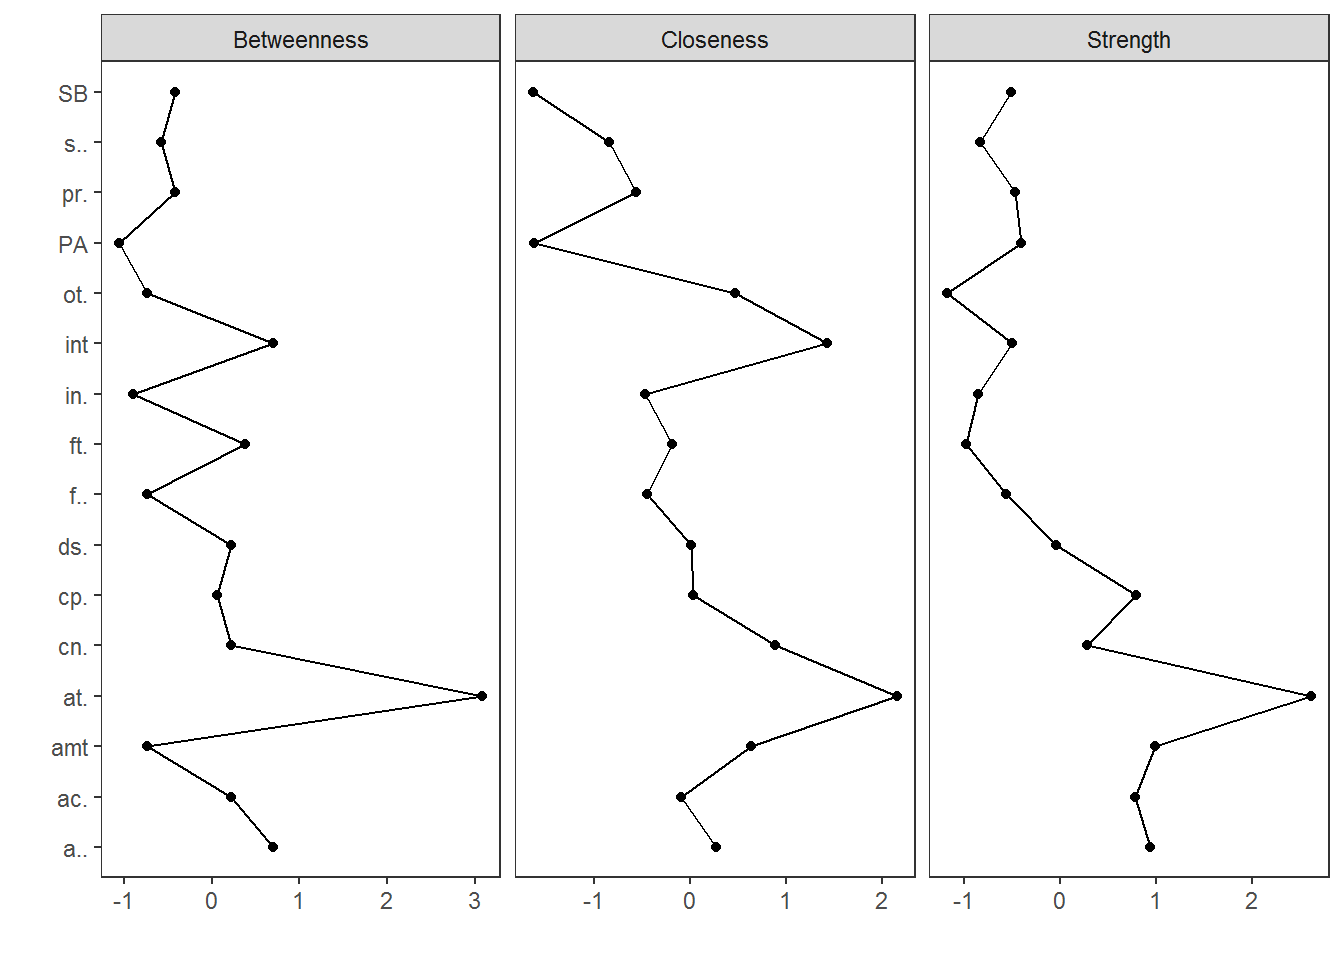 Betweenness Closeness Strength
SB
s..
pr.
PA
ot.
int
in.
ft.
f..
ds.
cp.
cn.
at.
amt
ac.
a..
-1 0 1 2 3 -1 0 1 2 -1 0 1 2